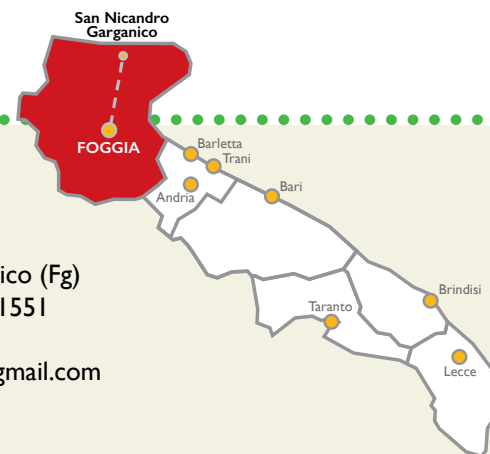 San Nicandro
Garganico
FOGGIA
Barletta
Trani
Andria
Bari
ico (Fg)
1551
gmail.com
Brindisi
Taranto
Lecce